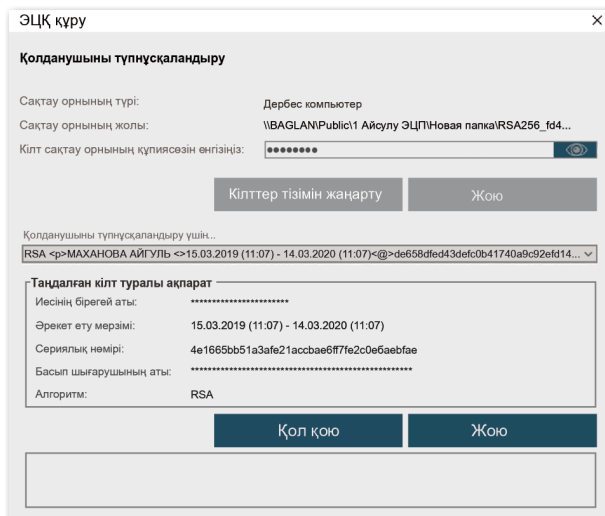 ЭЦҚ құру
Қолданушыны түпнұсқаландыру
Сақтау орнының түрі: Дербес компьютер
Сақтау орнының жолы: \\BAGLAN\Public\1 Айсулу ЭЦП\Новая папка\RSA256_fd4...
Кілт сақтау орнының құпиясөзін енгізіңіз: ●●●●●●●●
Кілттер тізімін жаңарту Жою
Қолданушыны түпнұсқаландыру үшін...
RSA <p>МАХАНОВА АЙГУЛЬ <>15.03.2019 (11:07) - 14.03.2020 (11:07)<@>de658dfed43defc0b41740a9c92efd14...
Таңдалған кілт туралы ақпарат
Иесінің бірегей аты: ***********************
Әрекет ету мерзімі: 15.03.2019 (11:07) - 14.03.2020 (11:07)
Сериялық нөмірі: 4e1665bb51a3afe21accbae6ff7fe2c0e6aebfae
Басып шығарушының аты: ****************************************************
Алгоритм: RSA
Қол қою Жою